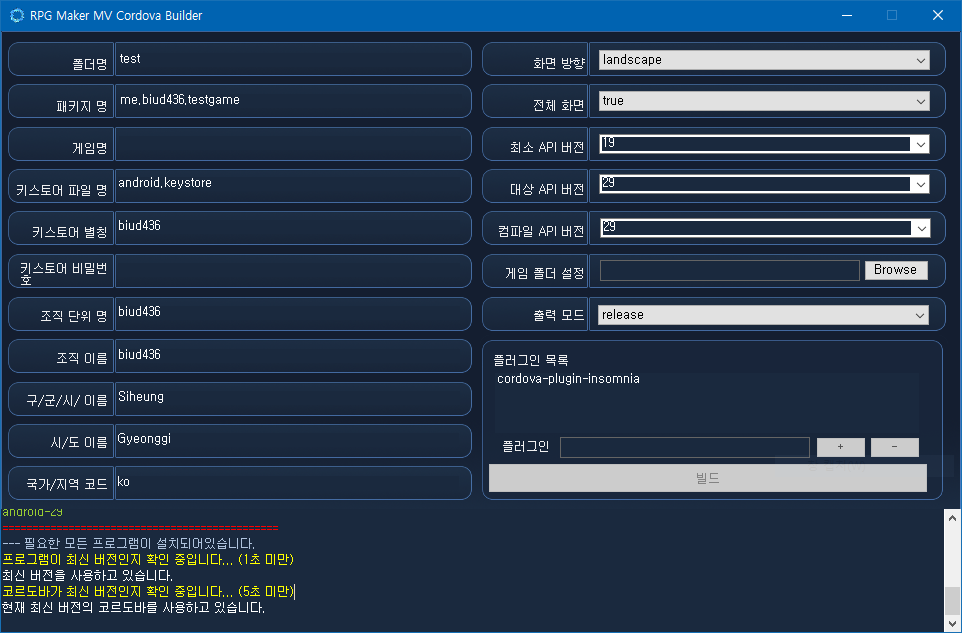 RPG Maker MV Cordova Builder
폴더명
test
패키지 명
me.biud436.testgame
게임명
키스토어 파일 명
android.keystore
키스토어 별칭
biud436
키스토어 비밀번
호
조직 단위 명
biud436
조직 이름
biud436
구/군/시/ 이름
Siheung
시/도 이름
Gyeonggi
국가/지역 코드
ko
화면 방향
landscape
전체 화면
true
최소 API 버전
19
대상 API 버전
29
컴파일 API 버전
29
게임 폴더 설정
Browse
출력 모드
release
플러그인 목록
cordova-plugin-insomnia
플러그인
+
-
빌드
android-29
==============================================
--- 필요한 모든 프로그램이 설치되어있습니다.
프로그램이 최신 버전인지 확인 중입니다... (1초 미만)
최신 버전을 사용하고 있습니다.
코르도바가 최신 버전인지 확인 중입니다... (5초 미만)
현재 최신 버전의 코르도바를 사용하고 있습니다.